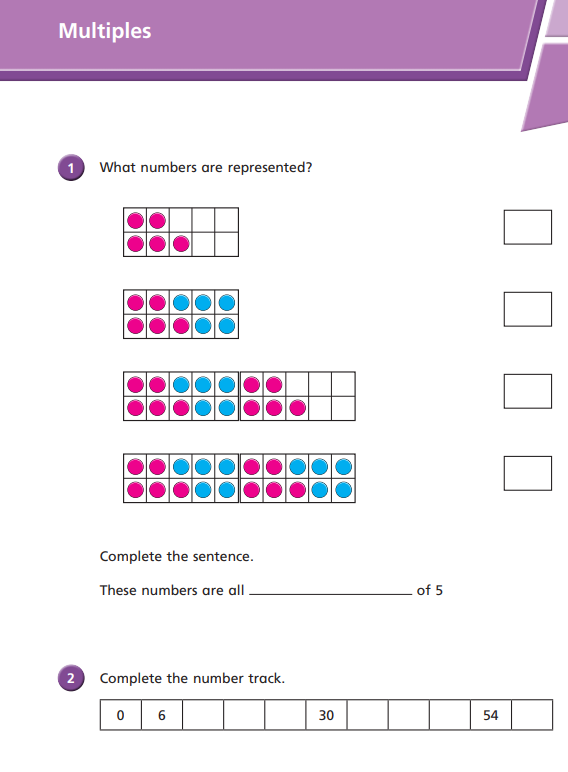 Multiples
1 What numbers are represented?
Complete the sentence.
These numbers are all ____________________ of 5
2 Complete the number track.
0 6 30 54